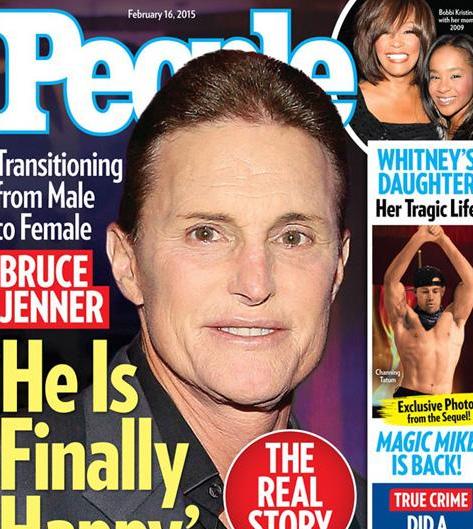 February 16, 2015
People
Bobbi Kristina
with her mom
2009
Transitioning
from Male
to Female
BRUCE
JENNER
He Is
Finally
Happy'
THE
REAL
STORY
WHITNEY'S
DAUGHTER
Her Tragic Life
Channing
Tatum
Exclusive Photo
from the Sequel!
MAGIC MIKE
IS BACK!
TRUE CRIME
DID A